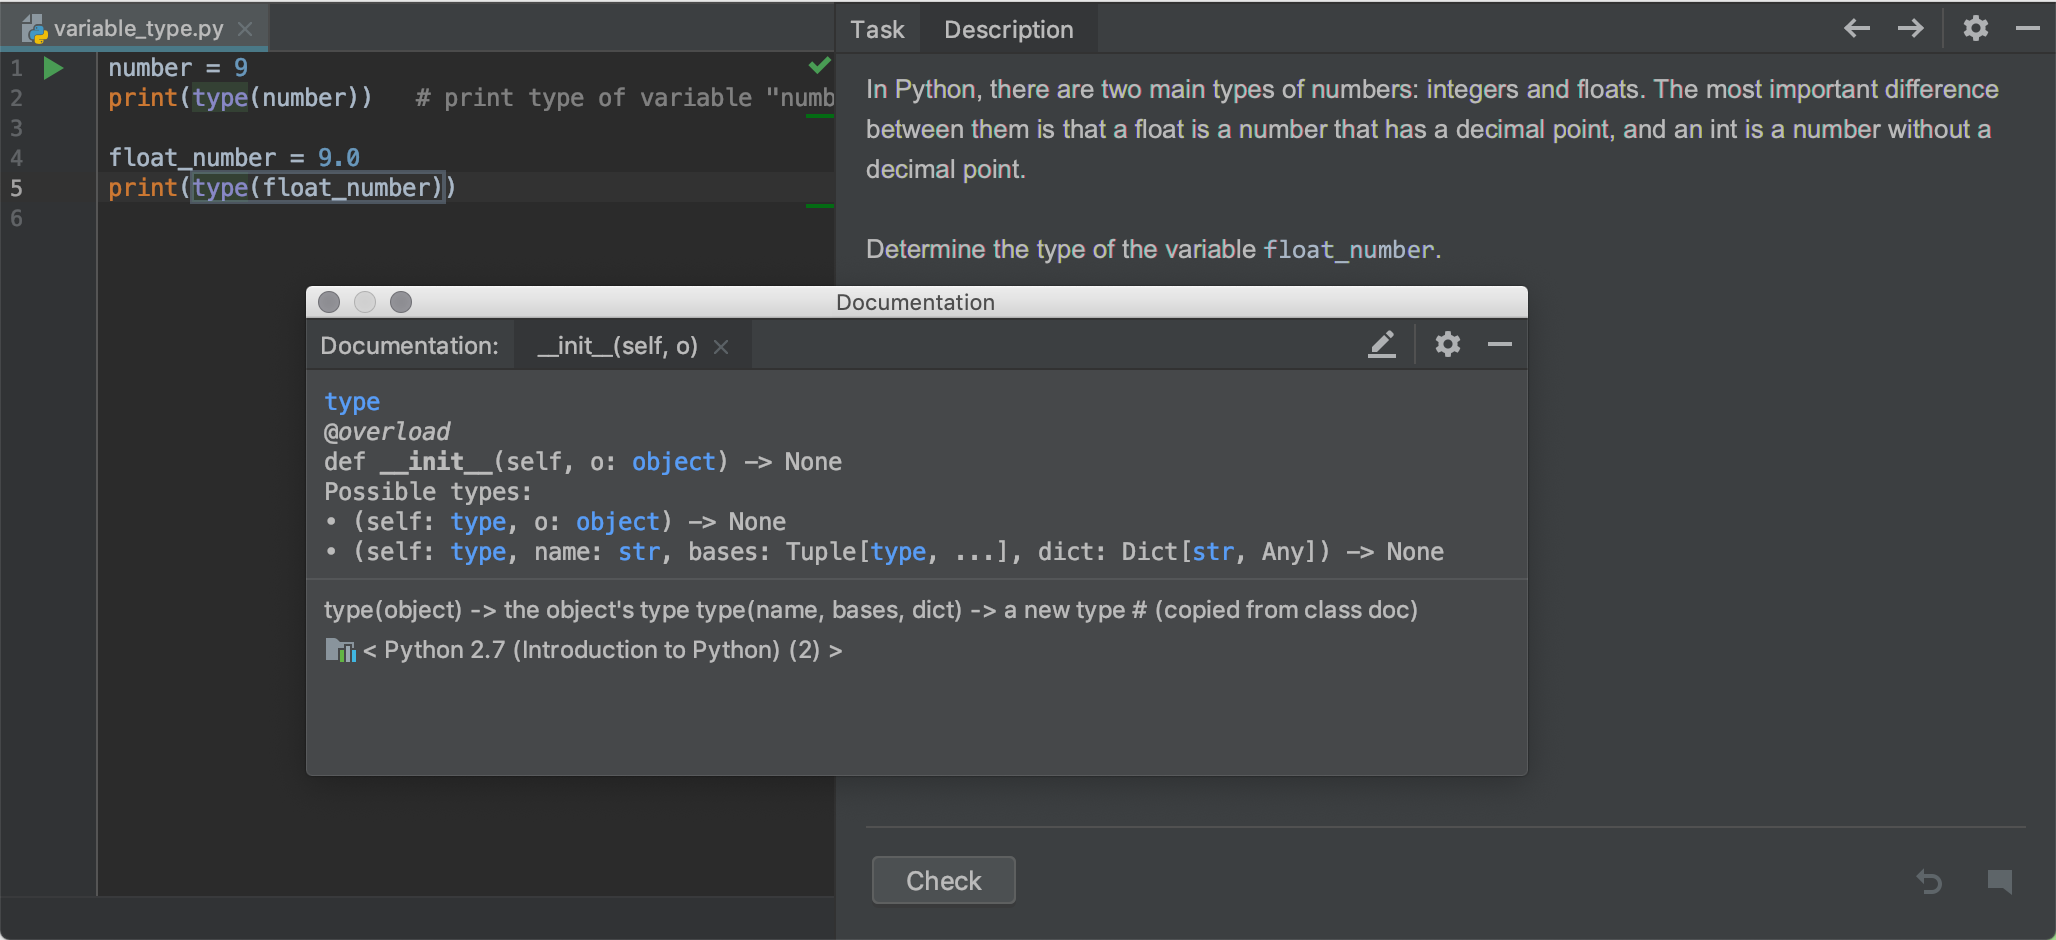 variable_type.py
1 number = 9
2 print(type(number))   # print type of variable "numb
3
4 float_number = 9.0
5 print(type(float_number))
6
Task Description
In Python, there are two main types of numbers: integers and floats. The most important difference
between them is that a float is a number that has a decimal point, and an int is a number without a
decimal point.
Determine the type of the variable float_number.
Documentation
Documentation: __init__(self, o)
type
@overload
def __init__(self, o: object) -> None
Possible types:
• (self: type, o: object) -> None
• (self: type, name: str, bases: Tuple[type, ...], dict: Dict[str, Any]) -> None
type(object) -> the object's type type(name, bases, dict) -> a new type # (copied from class doc)
< Python 2.7 (Introduction to Python) (2) >
Check